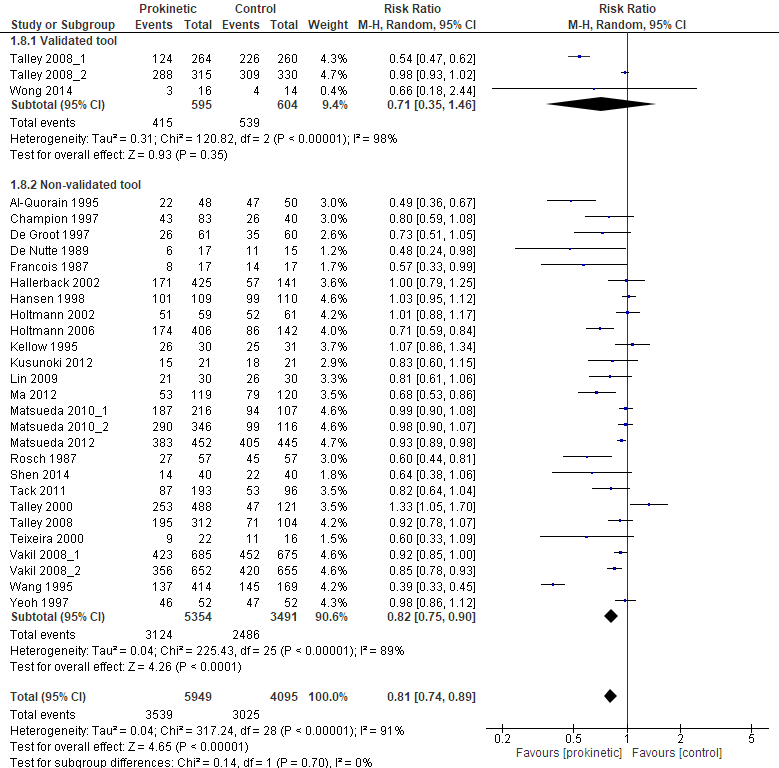 Prokinetic Control Risk Ratio Risk Ratio
Study or Subgroup Events Total Events Total Weight M-H, Random, 95% CI M-H, Random, 95% CI
1.8.1 Validated tool
Talley 2008_1 124 264 226 260 4.3% 0.54 [0.47, 0.62]
Talley 2008_2 288 315 309 330 4.7% 0.98 [0.93, 1.02]
Wong 2014 3 16 4 14 0.4% 0.66 [0.18, 2.44]
Subtotal (95% CI) 595 604 9.4% 0.71 [0.35, 1.46]
Total events 415 539
Heterogeneity: Tau² = 0.31; Chi² = 120.82, df = 2 (P < 0.00001); I² = 98%
Test for overall effect: Z = 0.93 (P = 0.35)
1.8.2 Non-validated tool
Al-Quorain 1995 22 48 47 50 3.0% 0.49 [0.36, 0.67]
Champion 1997 43 83 26 40 3.0% 0.80 [0.59, 1.08]
De Groot 1997 26 61 35 60 2.6% 0.73 [0.51, 1.05]
De Nutte 1989 6 17 11 15 1.2% 0.48 [0.24, 0.98]
Francois 1987 8 17 14 17 1.7% 0.57 [0.33, 0.99]
Hallerback 2002 171 425 57 141 3.5% 1.00 [0.79, 1.25]
Hansen 1998 101 109 99 110 4.6% 1.03 [0.95, 1.12]
Holtmann 2002 51 59 52 61 4.2% 1.01 [0.88, 1.17]
Holtmann 2006 174 406 86 142 4.0% 0.71 [0.59, 0.84]
Kellow 1995 26 30 25 31 3.6% 1.07 [0.86, 1.34]
Kusunoki 2012 15 21 18 21 2.8% 0.83 [0.60, 1.15]
Lin 2009 21 30 26 30 3.2% 0.81 [0.61, 1.06]
Ma 2012 53 119 79 120 3.4% 0.68 [0.53, 0.86]
Matsueda 2010_1 187 216 94 107 4.6% 0.99 [0.90, 1.08]
Matsueda 2010_2 290 346 99 116 4.6% 0.98 [0.90, 1.07]
Matsueda 2012 383 452 405 445 4.7% 0.93 [0.89, 0.98]
Rosch 1987 27 57 45 57 2.9% 0.60 [0.44, 0.81]
Shen 2014 14 40 22 40 1.8% 0.64 [0.38, 1.06]
Tack 2011 87 193 53 96 3.4% 0.82 [0.64, 1.04]
Talley 2000 253 488 47 121 3.4% 1.33 [1.05, 1.70]
Talley 2008 195 312 71 104 4.1% 0.92 [0.78, 1.07]
Teixeira 2000 9 22 11 16 1.5% 0.60 [0.33, 1.09]
Vakil 2008_1 423 685 452 675 4.6% 0.92 [0.85, 1.00]
Vakil 2008_2 356 652 420 655 4.6% 0.85 [0.78, 0.93]
Wang 1995 137 414 145 169 4.2% 0.39 [0.33, 0.45]
Yeoh 1997 46 52 47 52 4.3% 0.98 [0.86, 1.12]
Subtotal (95% CI) 5354 3491 90.6% 0.82 [0.75, 0.90]
Total events 3124 2486
Heterogeneity: Tau² = 0.04; Chi² = 225.43, df = 25 (P < 0.00001); I² = 89%
Test for overall effect: Z = 4.26 (P < 0.0001)
Total (95% CI) 5949 4095 100.0% 0.81 [0.74, 0.89]
Total events 3539 3025
Heterogeneity: Tau² = 0.04; Chi² = 317.24, df = 28 (P < 0.00001); I² = 91%
Test for overall effect: Z = 4.65 (P < 0.00001)
Test for subgroup differences: Chi² = 0.14, df = 1 (P = 0.70), I² = 0%
0.2 0.5 1 2 5
Favours [prokinetic] Favours [control]